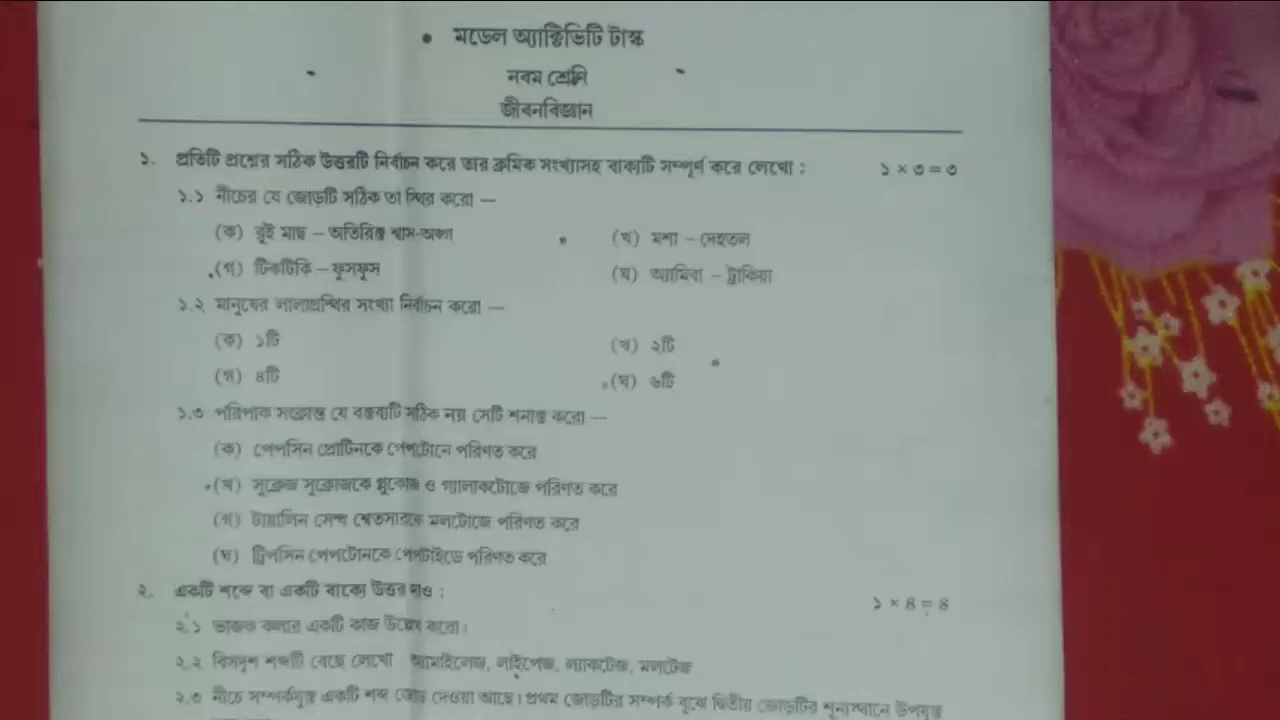 • মডেল অ্যাক্টিভিটি টাস্ক
নবম শ্রেণি
জীবনবিজ্ঞান
১. প্রতিটি প্রশ্নের সঠিক উত্তরটি নির্বাচন করে তার ক্রমিক সংখ্যাসহ বাক্যটি সম্পূর্ণ করে লেখো : ১ × ৩ = ৩
১.১ নীচের যে জোড়টি সঠিক তা স্থির করো —
(ক) রুই মাছ – অতিরিক্ত শ্বাস-অঙ্গ (খ) মশা – দেহতল
(গ) টিকটিকি – ফুসফুস (ঘ) অ্যামিবা – ট্রাকিয়া
১.২ মানুষের লালাগ্রন্থির সংখ্যা নির্বাচন করো —
(ক) ১টি (খ) ২টি
(গ) ৪টি (ঘ) ৬টি
১.৩ পরিপাক সংক্রান্ত যে বক্তব্যটি সঠিক নয় সেটি শনাক্ত করো —
(ক) পেপসিন প্রোটিনকে পেপটোনে পরিণত করে
(খ) সুক্রেজ সুক্রোজকে গ্লুকোজ ও গ্যালাকটোজে পরিণত করে
(গ) টায়ালিন সেদ্ধ শ্বেতসারকে মলটোজে পরিণত করে
(ঘ) ট্রিপসিন পেপটোনকে পেপটাইডে পরিণত করে
২. একটি শব্দে বা একটি বাক্যে উত্তর দাও : ১ × ৪ = ৪
২.১ ভাজক কলার একটি কাজ উল্লেখ করো।
২.২ বিসদৃশ শব্দটি বেছে লেখো অ্যামাইলেজ, লাইপেজ, ল্যাকটেজ, মলটেজ
২.৩ নীচে সম্পর্কযুক্ত একটি শব্দ জোড় দেওয়া আছে। প্রথম জোড়টির সম্পর্ক বুঝে দ্বিতীয় জোড়টির শূন্যস্থানে উপযুক্ত